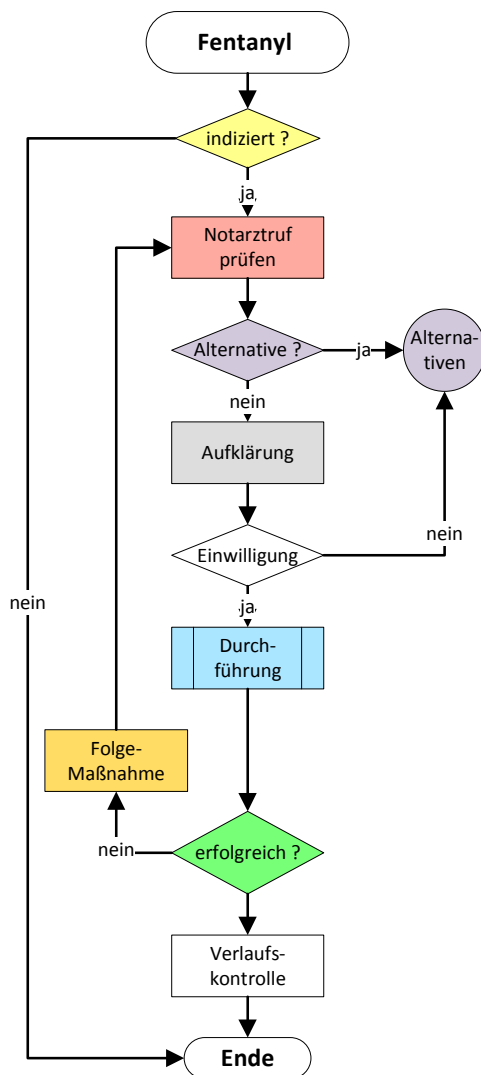 Fentanyl
indiziert ?
ja
Notarztruf
prüfen
Alternative ?
ja
Alterna-
tiven
nein
Aufklärung
nein
Einwilligung
nein
ja
Durch-
führung
Folge-
Maßnahme
nein
erfolgreich ?
Verlaufs-
kontrolle
Ende